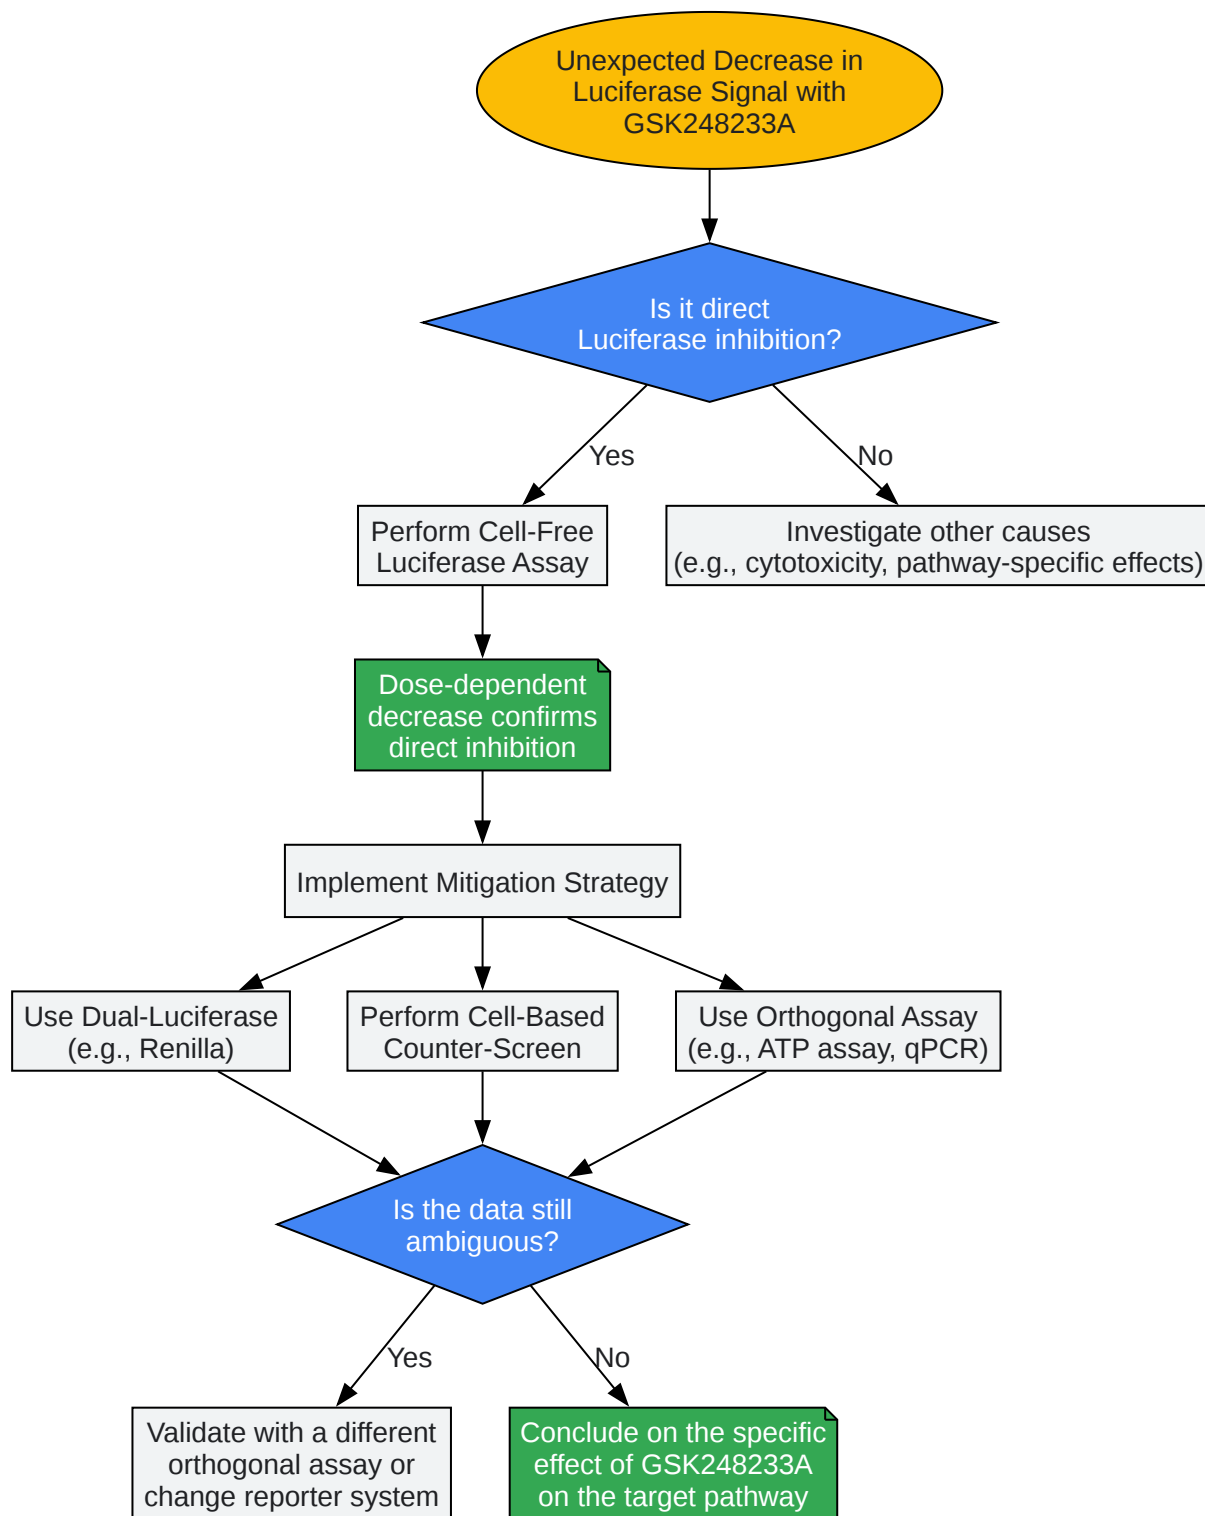 Unexpected Decrease in
Luciferase Signal with
GSK248233A
Is it direct
Luciferase inhibition?
Yes
No
Perform Cell-Free
Luciferase Assay
Investigate other causes
(e.g., cytotoxicity, pathway-specific effects)
Dose-dependent
decrease confirms
direct inhibition
Implement Mitigation Strategy
Use Dual-Luciferase
(e.g., Renilla)
Perform Cell-Based
Counter-Screen
Use Orthogonal Assay
(e.g., ATP assay, qPCR)
Is the data still
ambiguous?
Yes
No
Validate with a different
orthogonal assay or
change reporter system
Conclude on the specific
effect of GSK248233A
on the target pathway